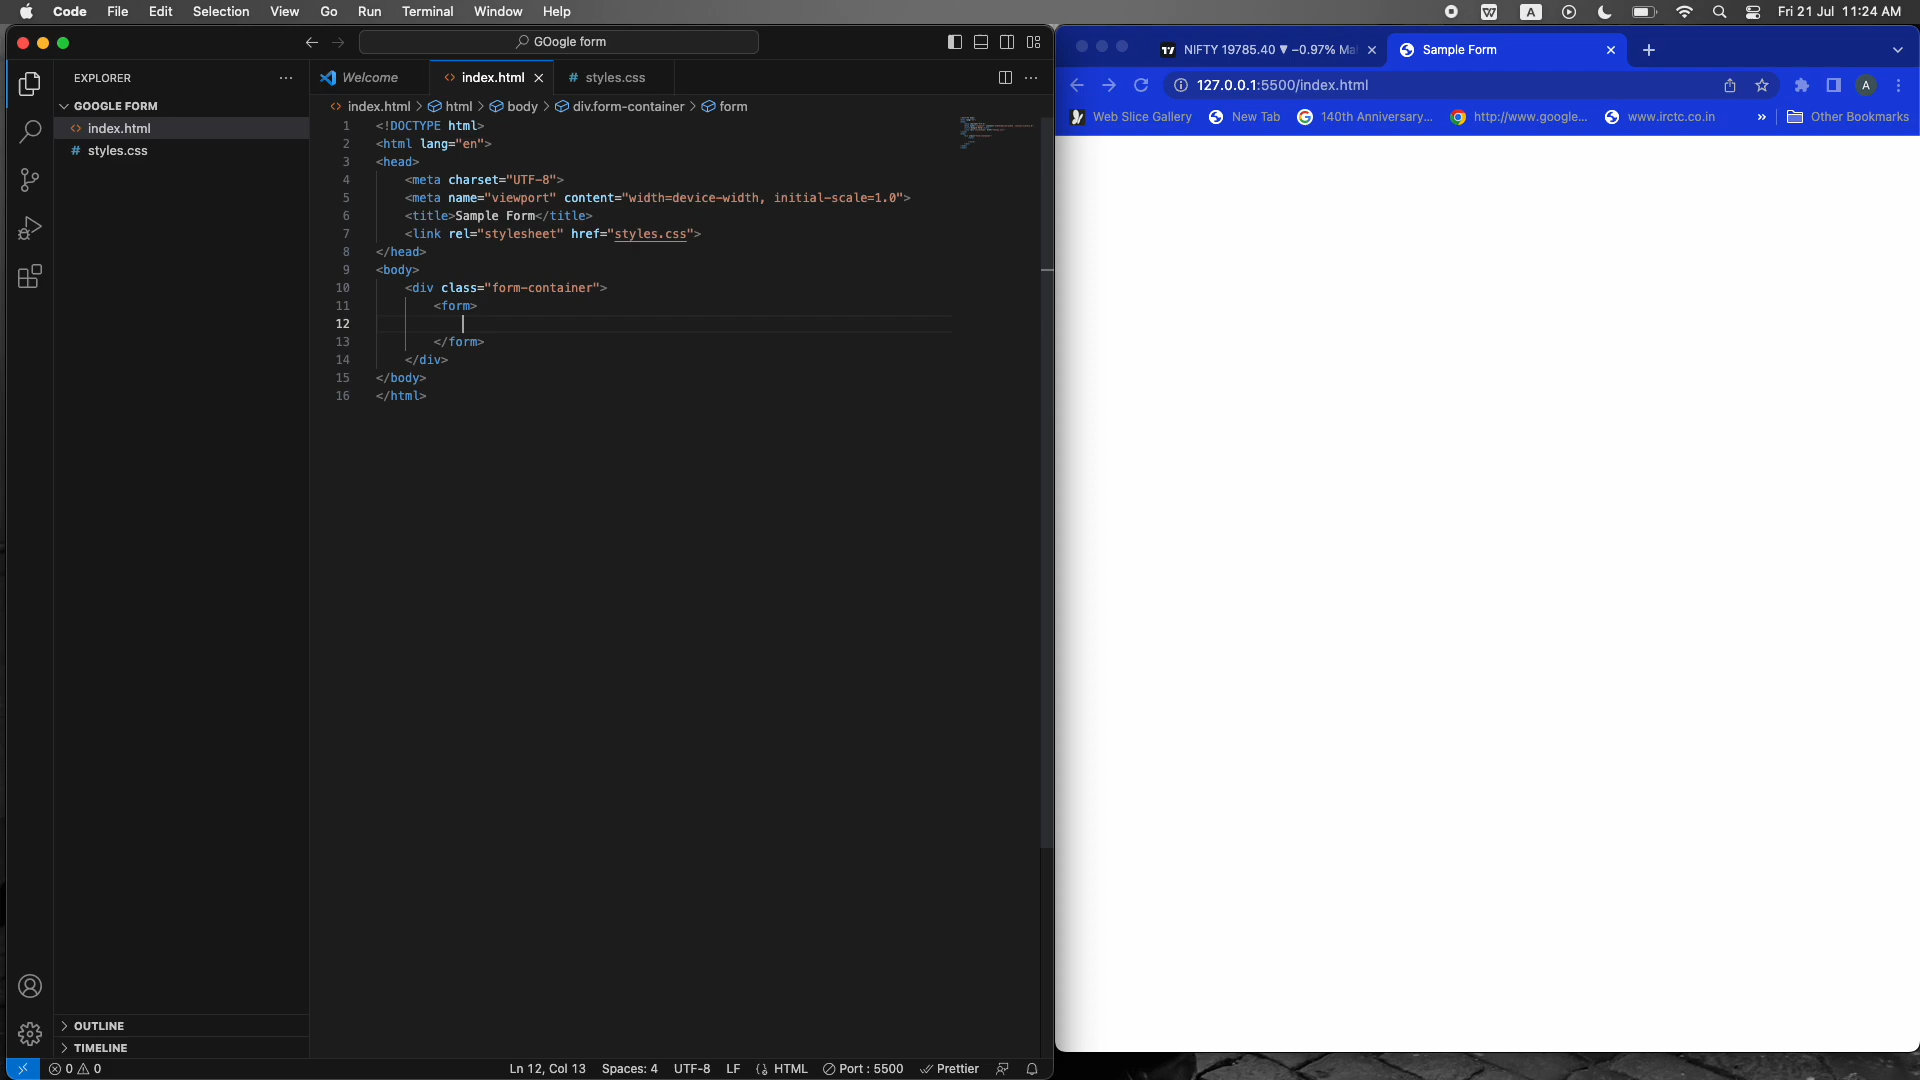 Code File Edit Selection View Go Run Terminal Window Help
A
Fri 21 Jul 11:24 AM
GOogle form
EXPLORER
GOOGLE FORM
index.html
styles.css
OUTLINE
TIMELINE
Welcome
index.html
styles.css
index.html > html > body > div.form-container > form
1 <!DOCTYPE html>
2 <html lang="en">
3 <head>
4 <meta charset="UTF-8">
5 <meta name="viewport" content="width=device-width, initial-scale=1.0">
6 <title>Sample Form</title>
7 <link rel="stylesheet" href="styles.css">
8 </head>
9 <body>
10 <div class="form-container">
11 <form>
12
13 </form>
14 </div>
15 </body>
16 </html>
0 0
Ln 12, Col 13 Spaces: 4 UTF-8 LF HTML Port : 5500 Prettier
NIFTY 19785.40 ▼ −0.97%
Sample Form
127.0.0.1:5500/index.html
A
Web Slice Gallery New Tab 140th Anniversary... http://www.google... www.irctc.co.in » Other Bookmarks